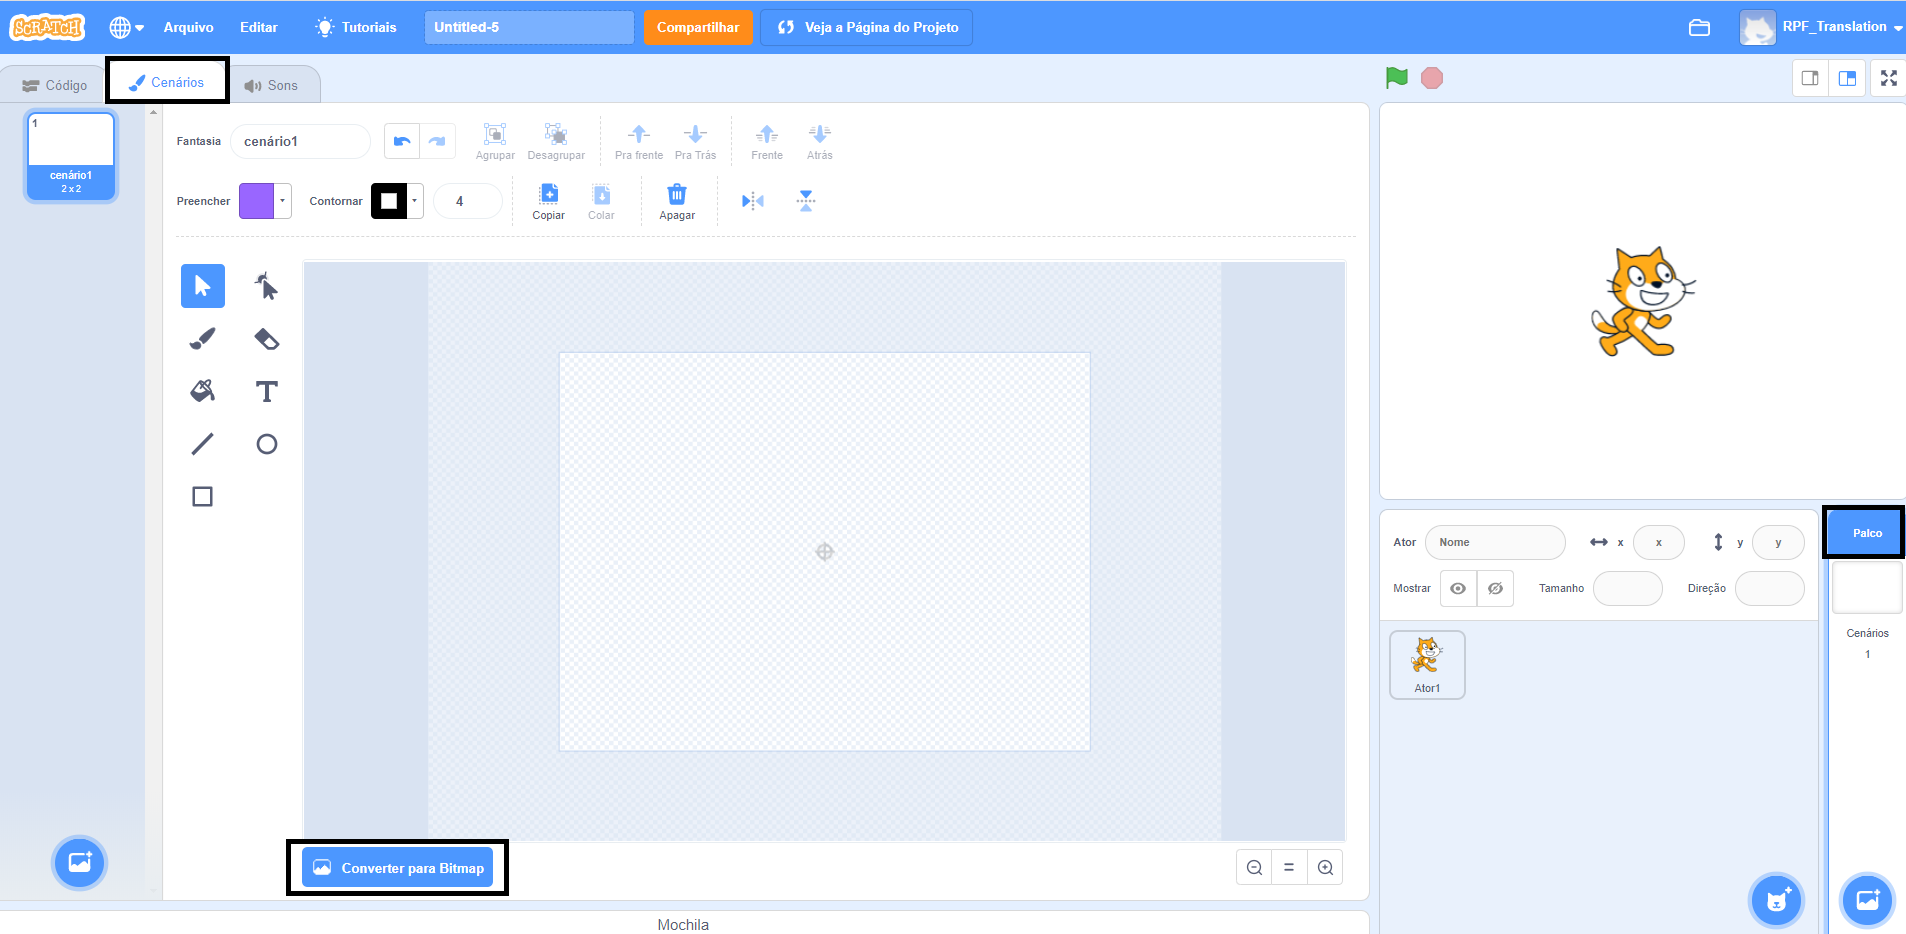 SCRATCH
Arquivo
Editar
Tutoriais
Untitled-5
Compartilhar
Veja a Página do Projeto
RPF_Translation
Código
Cenários
Sons
1
cenário1
2 x 2
Fantasia
cenário1
Agrupar
Desagrupar
Pra frente
Pra Trás
Frente
Atrás
Preencher
Contornar
4
Copiar
Colar
Apagar
Converter para Bitmap
Mochila
Ator
Nome
x
x
y
y
Mostrar
Tamanho
Direção
Ator1
Palco
Cenários
1